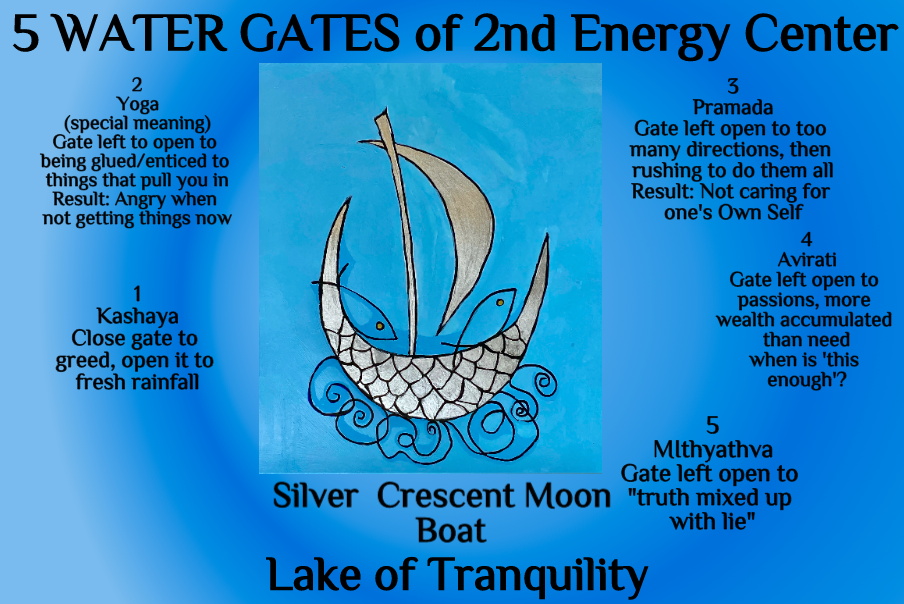 5 WATER GATES of 2nd Energy Center
2
Yoga
(special meaning)
Gate left to open to
being glued/enticed to
things that pull you in
Result: Angry when
not getting things now
1
Kashaya
Close gate to
greed, open it to
fresh rainfall
3
Pramada
Gate left open to too
many directions, then
rushing to do them all
Result: Not caring for
one's Own Self
4
Avirati
Gate left open to
passions, more
wealth accumulated
than need
when is 'this
enough'?
5
MIthyathva
Gate left open to
"truth mixed up
with lie"
Silver Crescent Moon
Boat
Lake of Tranquility